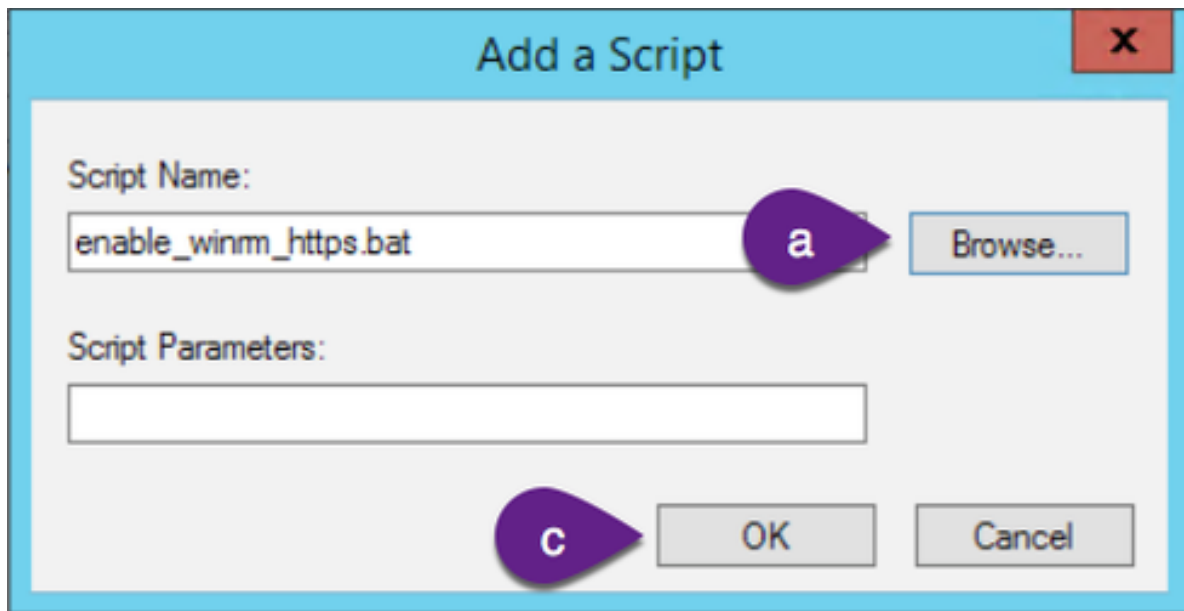 Add a Script
x
Script Name:
enable_winrm_https.bat
a
Browse...
Script Parameters:
c
OK
Cancel